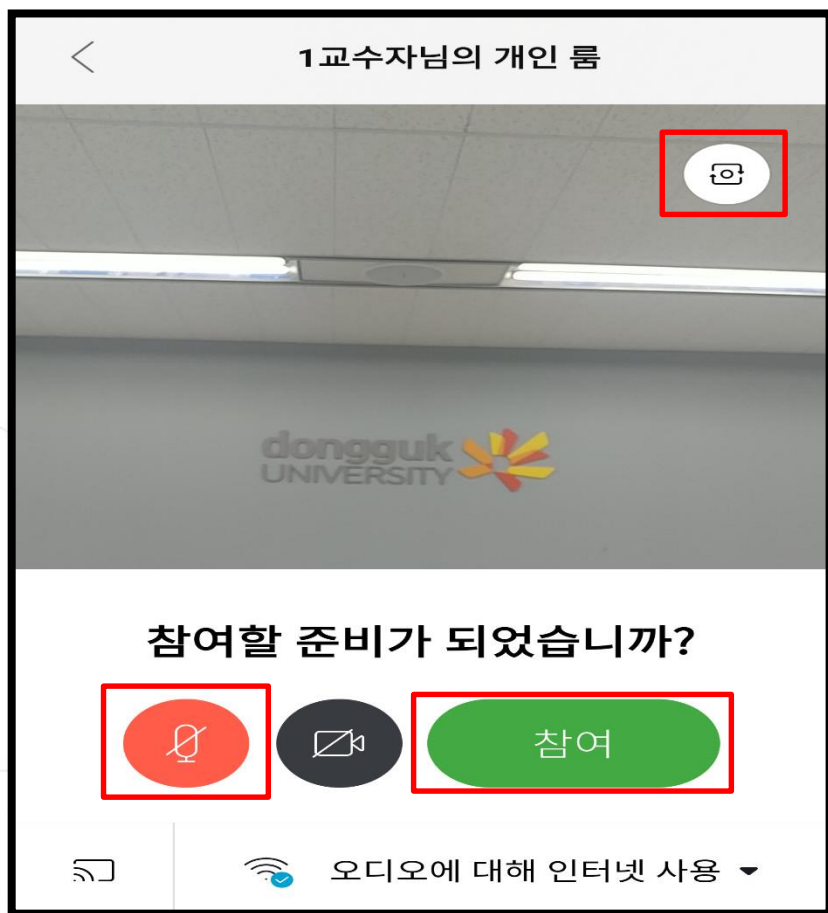 1교수자님의 개인 룸
dongguk
UNIVERSITY
참여할 준비가 되었습니까?
참여
오디오에 대해 인터넷 사용